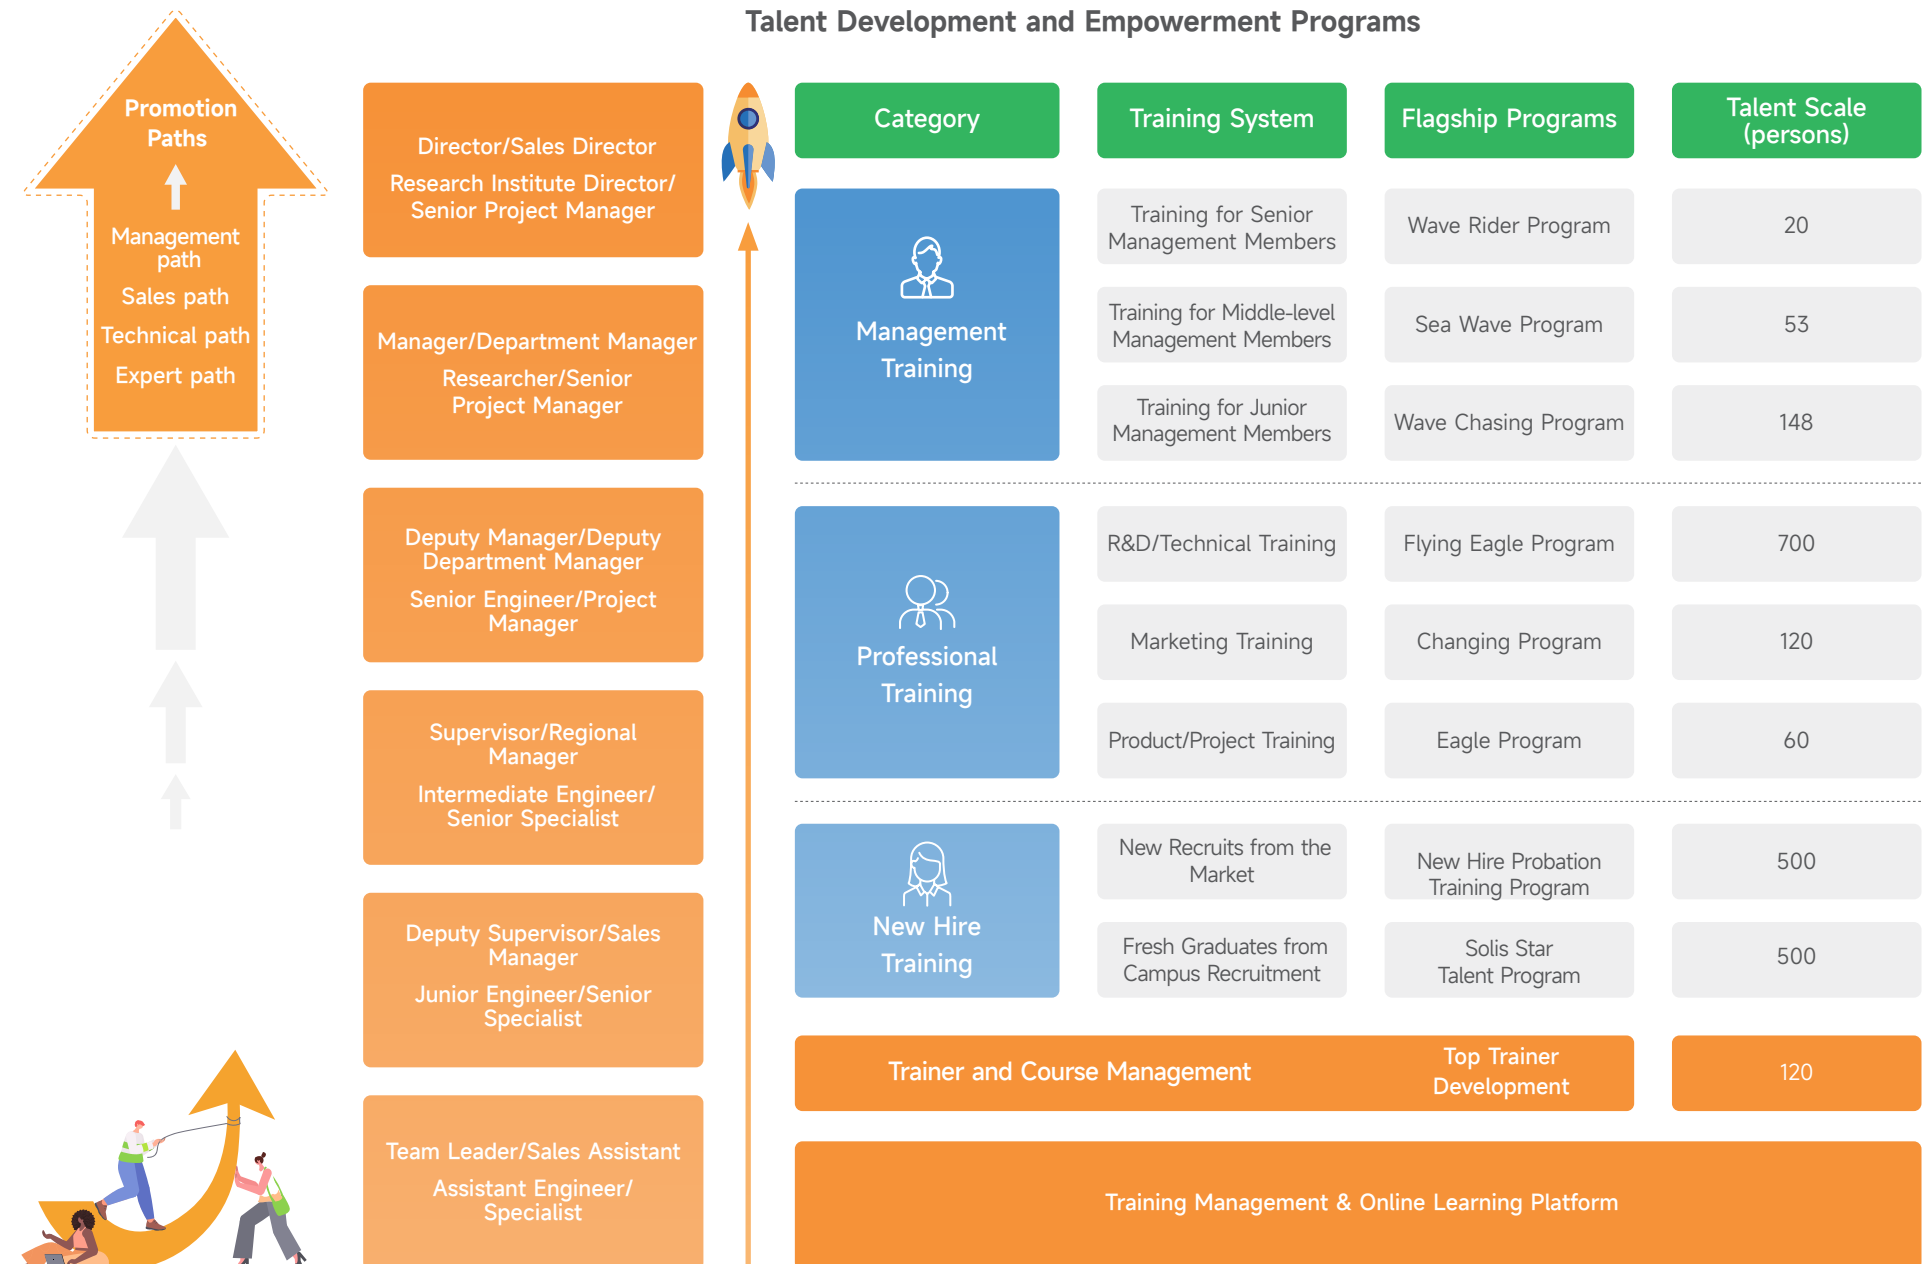 Talent Development and Empowerment Programs
Promotion
Paths
Management
path
Sales path
Technical path
Expert path
Director/Sales Director
Research Institute Director/
Senior Project Manager
Manager/Department Manager
Researcher/Senior
Project Manager
Deputy Manager/Deputy
Department Manager
Senior Engineer/Project
Manager
Supervisor/Regional
Manager
Intermediate Engineer/
Senior Specialist
Deputy Supervisor/Sales
Manager
Junior Engineer/Senior
Specialist
Team Leader/Sales Assistant
Assistant Engineer/
Specialist
Category
Training System
Flagship Programs
Talent Scale
(persons)
Management
Training
Training for Senior
Management Members
Wave Rider Program
20
Training for Middle-level
Management Members
Sea Wave Program
53
Training for Junior
Management Members
Wave Chasing Program
148
Professional
Training
R&D/Technical Training
Flying Eagle Program
700
Marketing Training
Changing Program
120
Product/Project Training
Eagle Program
60
New Hire
Training
New Recruits from the
Market
New Hire Probation
Training Program
500
Fresh Graduates from
Campus Recruitment
Solis Star
Talent Program
500
Trainer and Course Management
Top Trainer
Development
120
Training Management & Online Learning Platform